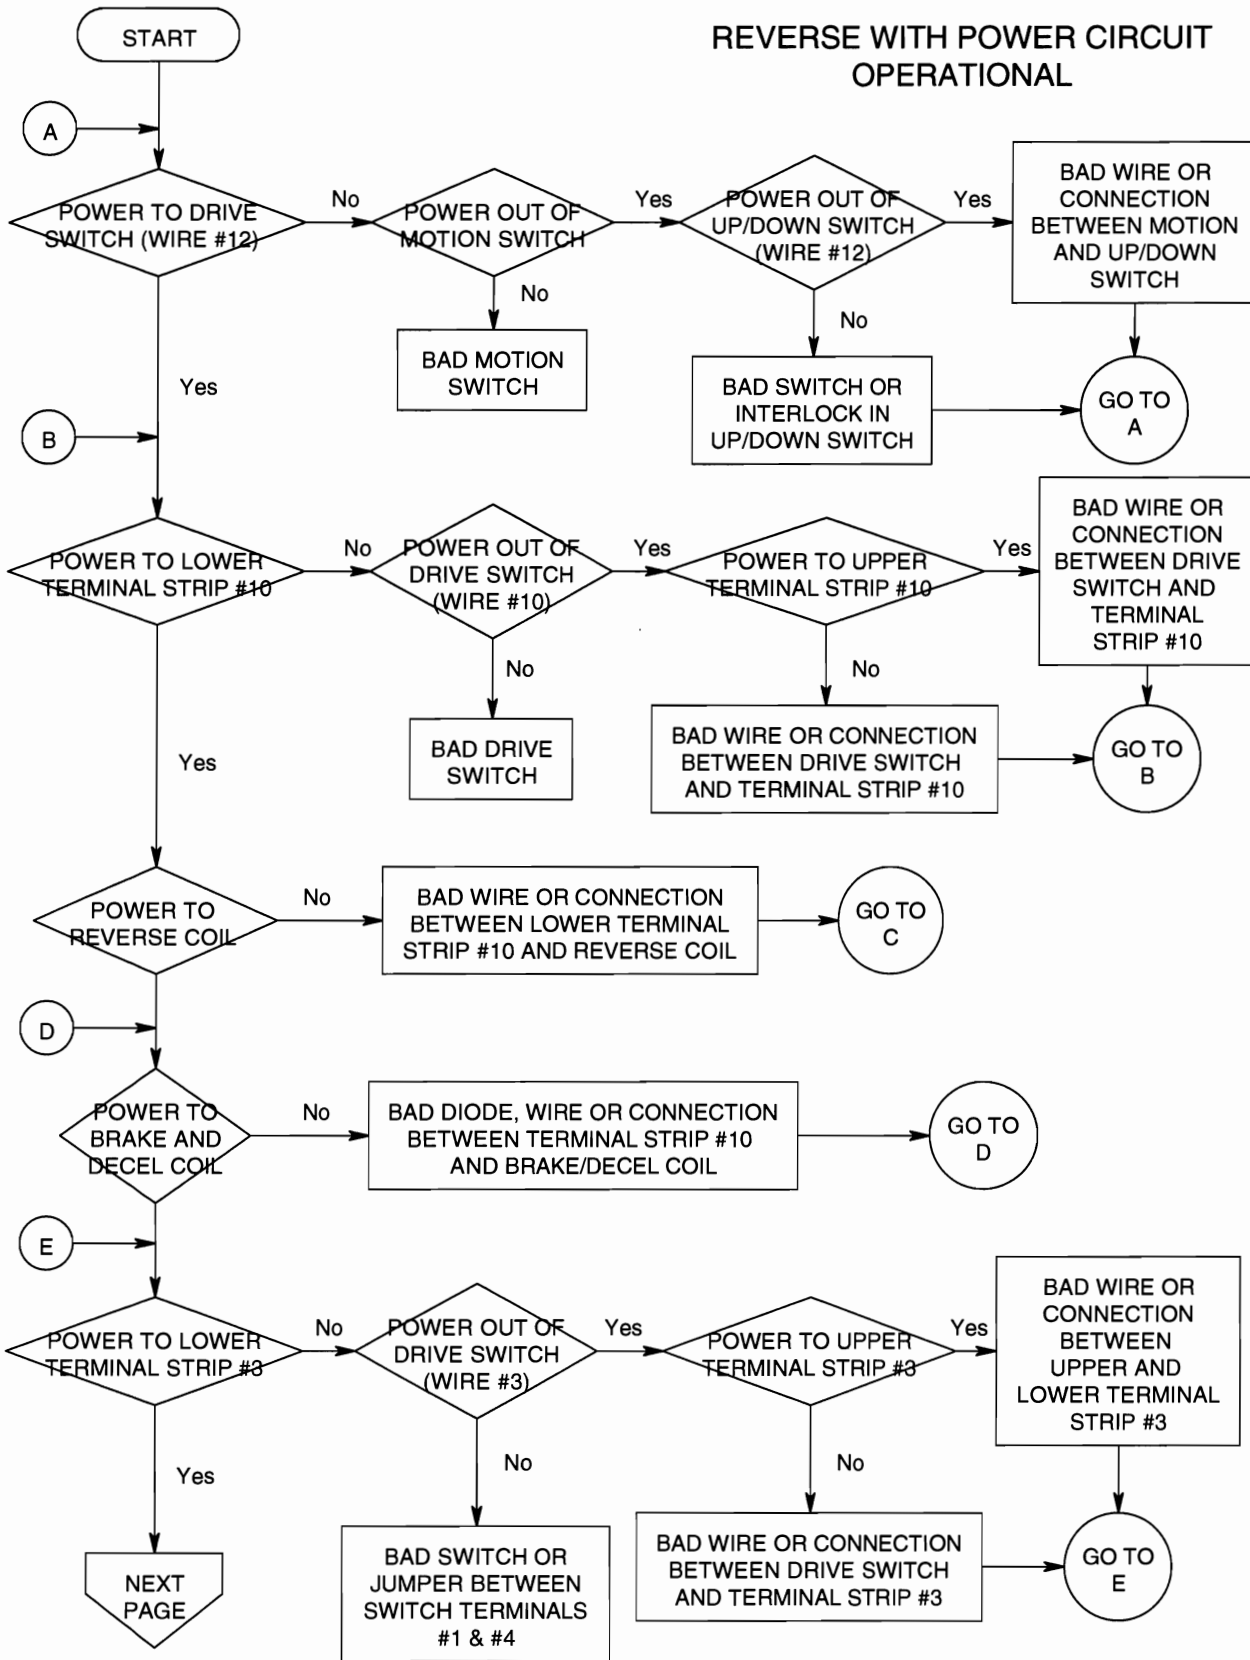 START
REVERSE WITH POWER CIRCUIT
OPERATIONAL
A
POWER TO DRIVE
SWITCH (WIRE #12)
No
POWER OUT OF
MOTION SWITCH
Yes
POWER OUT OF
UP/DOWN SWITCH
(WIRE #12)
Yes
BAD WIRE OR
CONNECTION
BETWEEN MOTION
AND UP/DOWN
SWITCH
No
BAD MOTION
SWITCH
No
BAD SWITCH OR
INTERLOCK IN
UP/DOWN SWITCH
GO TO
A
Yes
B
POWER TO LOWER
TERMINAL STRIP #10
No
POWER OUT OF
DRIVE SWITCH
(WIRE #10)
Yes
POWER TO UPPER
TERMINAL STRIP #10
Yes
BAD WIRE OR
CONNECTION
BETWEEN DRIVE
SWITCH AND
TERMINAL
STRIP #10
No
BAD DRIVE
SWITCH
No
BAD WIRE OR CONNECTION
BETWEEN DRIVE SWITCH
AND TERMINAL STRIP #10
GO TO
B
Yes
POWER TO
REVERSE COIL
No
BAD WIRE OR CONNECTION
BETWEEN LOWER TERMINAL
STRIP #10 AND REVERSE COIL
GO TO
C
D
POWER TO
BRAKE AND
DECEL COIL
No
BAD DIODE, WIRE OR CONNECTION
BETWEEN TERMINAL STRIP #10
AND BRAKE/DECEL COIL
GO TO
D
E
POWER TO LOWER
TERMINAL STRIP #3
No
POWER OUT OF
DRIVE SWITCH
(WIRE #3)
Yes
POWER TO UPPER
TERMINAL STRIP #3
Yes
BAD WIRE OR
CONNECTION
BETWEEN
UPPER AND
LOWER TERMINAL
STRIP #3
Yes
NEXT
PAGE
No
BAD SWITCH OR
JUMPER BETWEEN
SWITCH TERMINALS
#1 & #4
No
BAD WIRE OR CONNECTION
BETWEEN DRIVE SWITCH
AND TERMINAL STRIP #3
GO TO
E